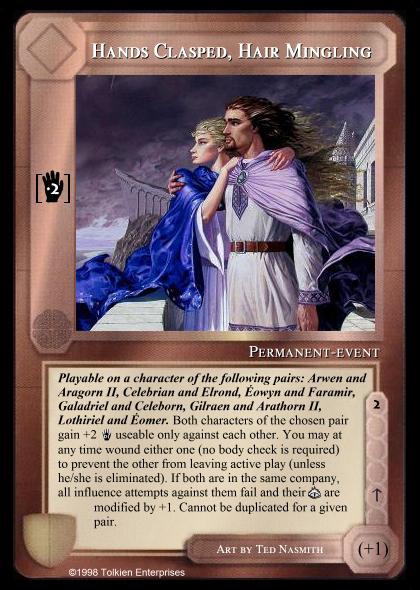 HANDS CLASPED, HAIR MINGLING
[2]
PERMANENT-EVENT
Playable on a character of the following pairs: Arwen and
Aragorn II, Celebrian and Elrond, Éowyn and Faramir,
Galadriel and Celeborn, Gilraen and Arathorn II,
Lothiriel and Éomer. Both characters of the chosen pair
gain +2 useable only against each other. You may at
any time wound either one (no body check is required)
to prevent the other from leaving active play (unless
he/she is eliminated). If both are in the same company,
all influence attempts against them fail and their are
modified by +1. Cannot be duplicated for a given
pair.
2
↑
ART BY TED NASMITH
(+1)
©1998 Tolkien Enterprises